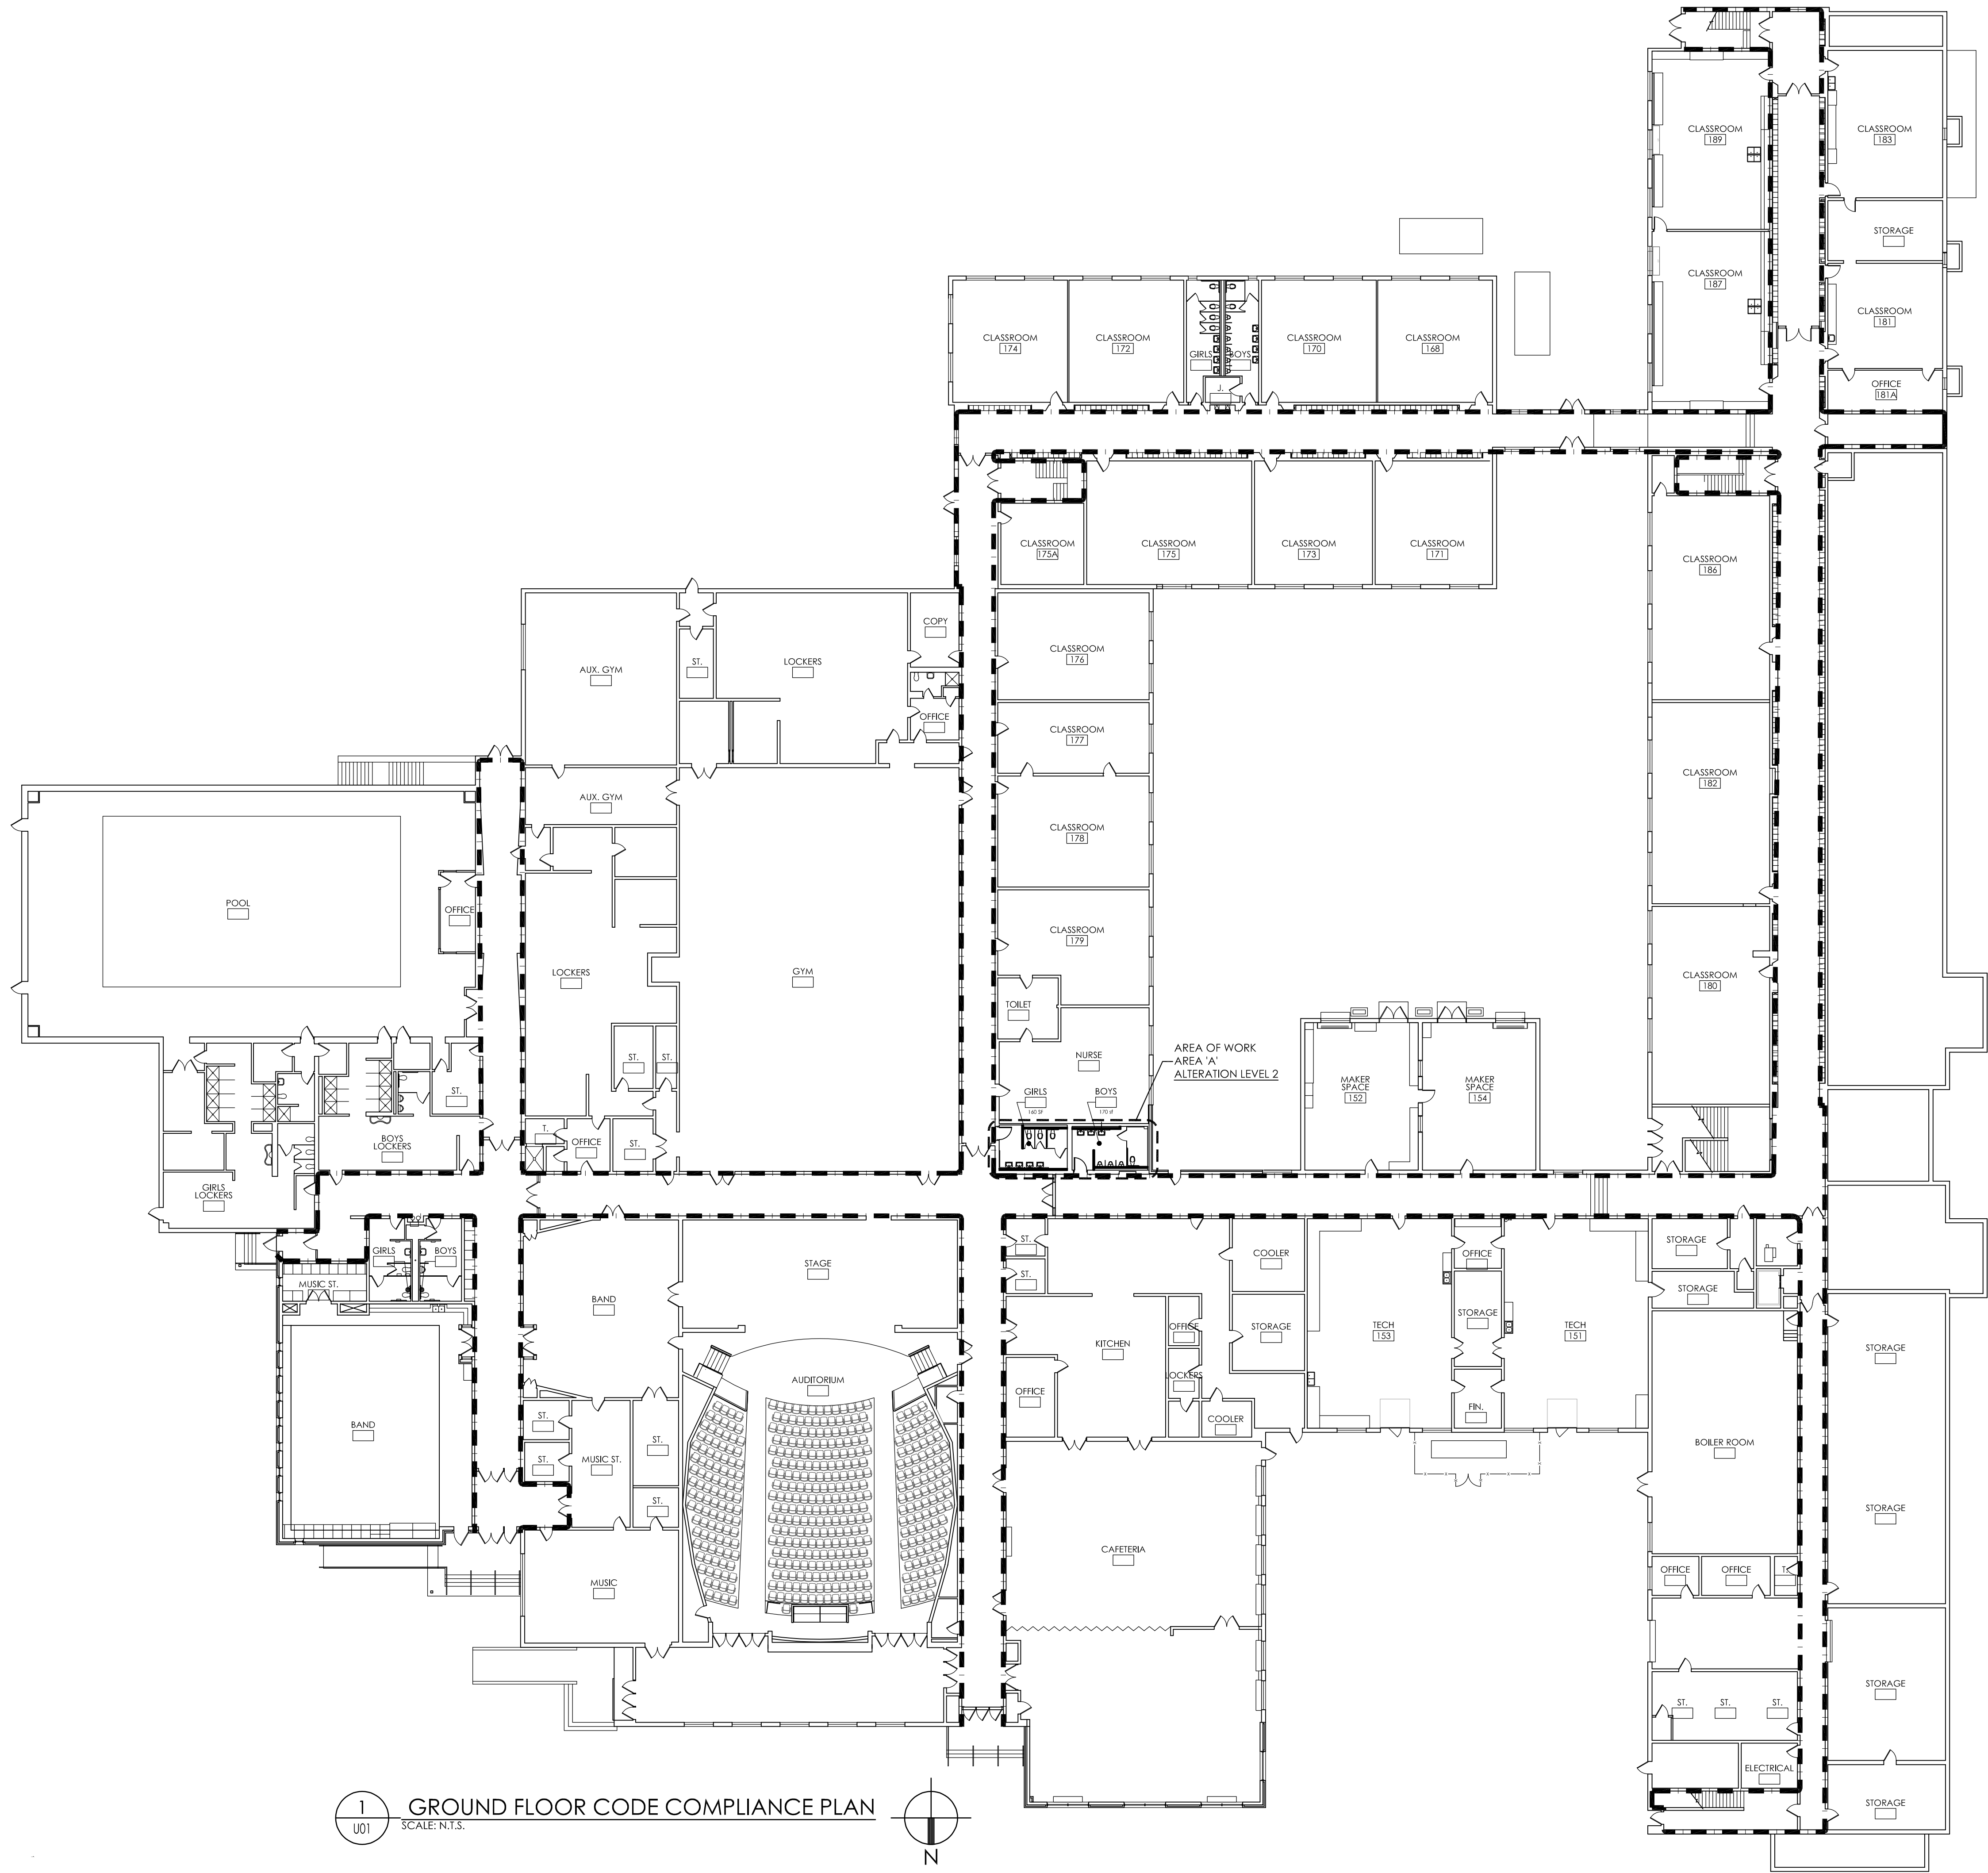 CLASSROOM
189
CLASSROOM
183
STORAGE
CLASSROOM
187
CLASSROOM
181
OFFICE
181A
CLASSROOM
174
CLASSROOM
172
GIRLS
BOYS
J.
CLASSROOM
170
CLASSROOM
168
CLASSROOM
175A
CLASSROOM
175
CLASSROOM
173
CLASSROOM
171
CLASSROOM
186
AUX. GYM
ST.
LOCKERS
COPY
OFFICE
CLASSROOM
176
CLASSROOM
177
CLASSROOM
178
CLASSROOM
179
TOILET
NURSE
CLASSROOM
182
CLASSROOM
180
AUX. GYM
POOL
OFFICE
LOCKERS
GYM
ST.
ST.
ST.
T.
OFFICE
ST.
BOYS
LOCKERS
GIRLS
LOCKERS
GIRLS
160 SF
BOYS
170 sf
AREA OF WORK
AREA 'A'
ALTERATION LEVEL 2
MAKER
SPACE
152
MAKER
SPACE
154
GIRLS
BOYS
MUSIC ST.
BAND
BAND
STAGE
AUDITORIUM
ST.
ST.
MUSIC ST.
ST.
ST.
MUSIC
ST.
ST.
COOLER
KITCHEN
OFFICE
STORAGE
OFFICE
LOCKERS
COOLER
CAFETERIA
TECH
153
OFFICE
STORAGE
FIN.
TECH
151
STORAGE
STORAGE
BOILER ROOM
STORAGE
STORAGE
OFFICE
OFFICE
T.
STORAGE
ST.
ST.
ST.
ELECTRICAL
STORAGE
1
U01
GROUND FLOOR CODE COMPLIANCE PLAN
SCALE: N.T.S.
N